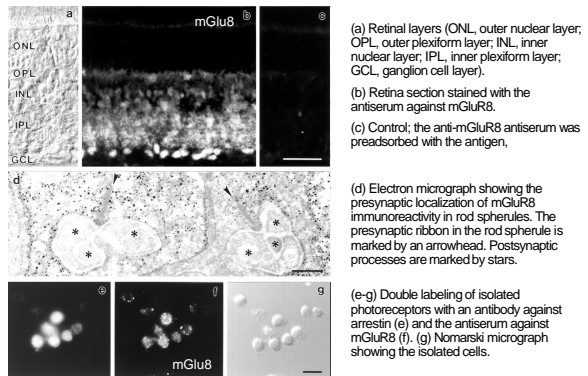 a
ONL
OPL
INL
IPL
GCL
mGlu8
b
c
(a) Retinal layers (ONL, outer nuclear layer;
OPL, outer plexiform layer; INL, inner
nuclear layer; IPL, inner plexiform layer;
GCL, ganglion cell layer).
(b) Retina section stained with the
antiserum against mGluR8.
(c) Control; the anti-mGluR8 antiserum was
preadsorbed with the antigen,
d
* * * * * *
(d) Electron micrograph showing the
presynaptic localization of mGluR8
immunoreactivity in rod spherules. The
presynaptic ribbon in the rod spherule is
marked by an arrowhead. Postsynaptic
processes are marked by stars.
e
f
mGlu8
g
(e-g) Double labeling of isolated
photoreceptors with an antibody against
arrestin (e) and the antiserum against
mGluR8 (f). (g) Nomarski micrograph
showing the isolated cells.